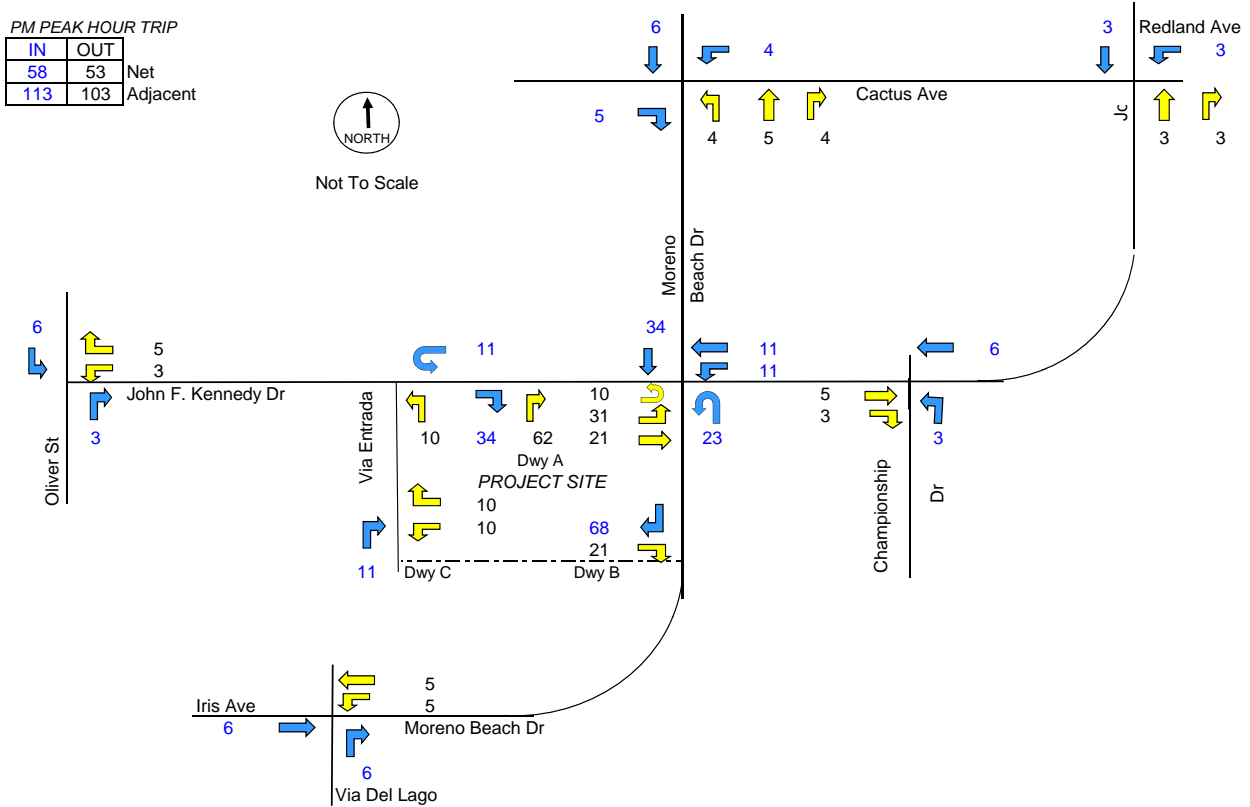 PM PEAK HOUR TRIP
IN OUT
58 53 Net
113 103 Adjacent
NORTH
Not To Scale
6
4
3
Redland Ave
3
Cactus Ave
5
4 5 4
3 3
Moreno
Beach Dr
6
5
3
John F. Kennedy Dr
3
Oliver St
11
34
11
11
6
Via Entrada
10 34 62
Dwy A
10
31
21
23
5
3
3
PROJECT SITE
10
10
68
21
11
Dwy C
Dwy B
Championship
Dr
Iris Ave
6
5
5
Moreno Beach Dr
6
Via Del Lago